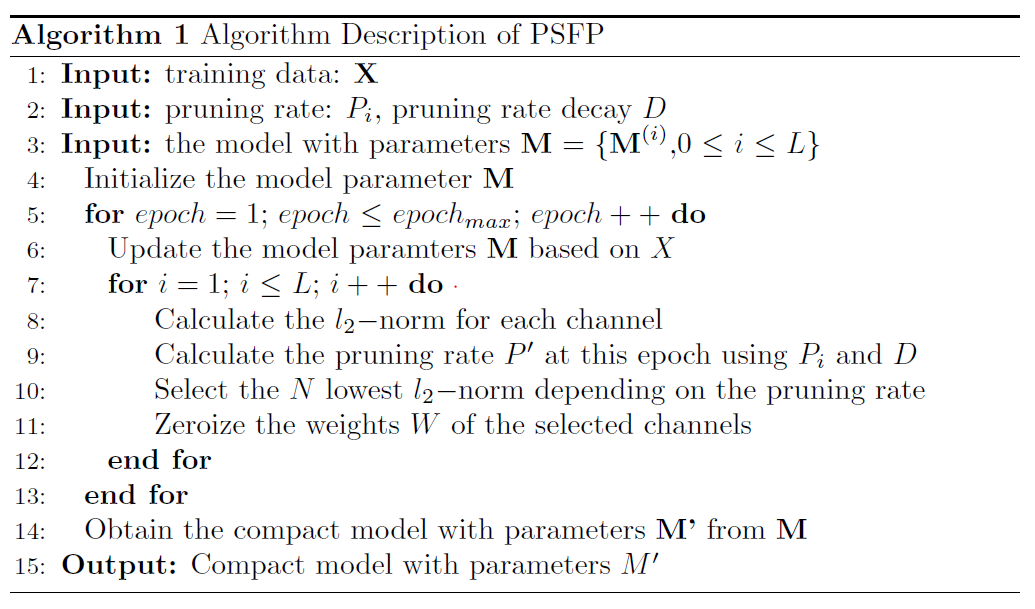 Algorithm 1 Algorithm Description of PSFP
1: Input: training data: X
2: Input: pruning rate: P_i, pruning rate decay D
3: Input: the model with parameters M = {M^(i),0 ≤ i ≤ L}
4: Initialize the model parameter M
5: for epoch = 1; epoch ≤ epoch_max; epoch + + do
6: Update the model paramters M based on X
7: for i = 1; i ≤ L; i + + do
8: Calculate the l_2−norm for each channel
9: Calculate the pruning rate P′ at this epoch using P_i and D
10: Select the N lowest l_2−norm depending on the pruning rate
11: Zeroize the weights W of the selected channels
12: end for
13: end for
14: Obtain the compact model with parameters M’ from M
15: Output: Compact model with parameters M′